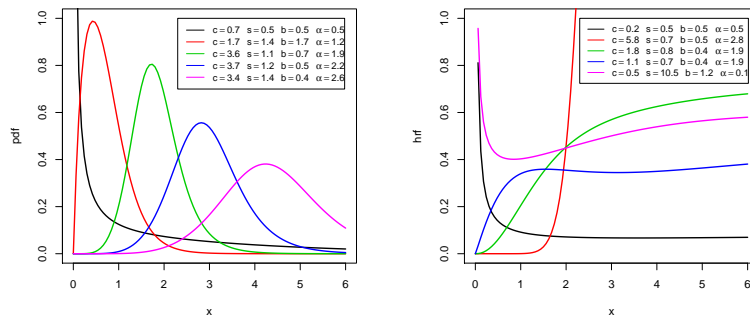 c=0.7 s=0.5 b=0.5 α=0.5
c=1.7 s=1.4 b=1.7 α=1.2
c=3.6 s=1.1 b=0.7 α=1.9
c=3.7 s=1.2 b=0.5 α=2.2
c=3.4 s=1.4 b=0.4 α=2.6
pdf
1.0
0.8
0.6
0.4
0.2
0.0
0 1 2 3 4 5 6
x
c=0.2 s=0.5 b=0.5 α=0.5
c=5.8 s=0.7 b=0.5 α=2.8
c=1.8 s=0.8 b=0.4 α=1.9
c=1.1 s=0.7 b=0.4 α=1.9
c=0.5 s=10.5 b=1.2 α=0.1
hrf
1.0
0.8
0.6
0.4
0.2
0.0
0 1 2 3 4 5 6
x